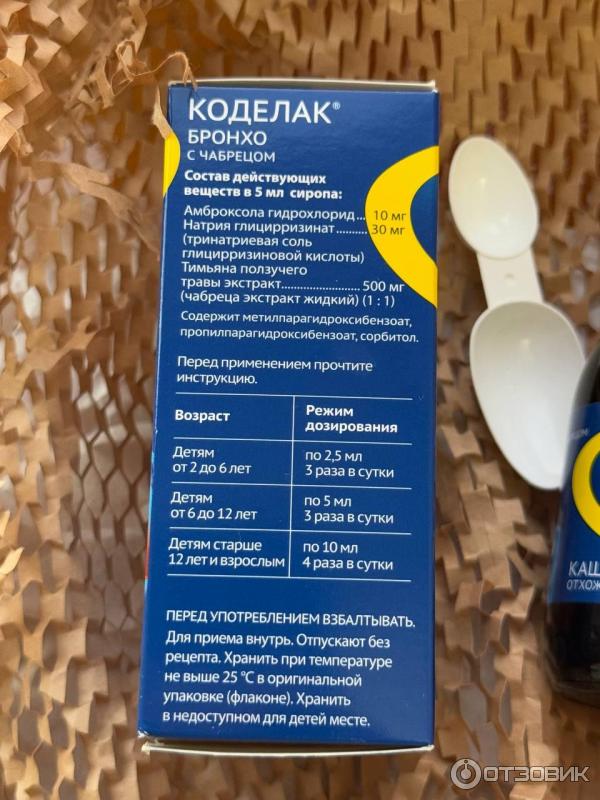 КОДЕЛАК®
БРОНХО
С ЧАБРЕЦОМ
Состав действующих
веществ в 5 мл сиропа:
Амброксола гидрохлорид... 10 мг
Натрия глицирризинат.......... 30 мг
(тринатриевая соль
глицирризиновой кислоты)
Тимьяна ползучего
травы экстракт........................ 500 мг
(чабреца экстракт жидкий) (1 : 1)
Содержит метилпарагидроксибензоат,
пропилпарагидроксибензоат, сорбитол.
Перед применением прочтите
инструкцию.
Возраст Режим
дозирования
Детям по 2,5 мл
от 2 до 6 лет 3 раза в сутки
Детям по 5 мл
от 6 до 12 лет 3 раза в сутки
Детям старше по 10 мл
12 лет и взрослым 4 раза в сутки
ПЕРЕД УПОТРЕБЛЕНИЕМ ВЗБАЛТЫВАТЬ.
Для приема внутрь. Отпускают без
рецепта. Хранить при температуре
не выше 25 °С в оригинальной
упаковке (флаконе). Хранить
в недоступном для детей месте.
КАШ
ОТХОЖ
ОТЗОВИК